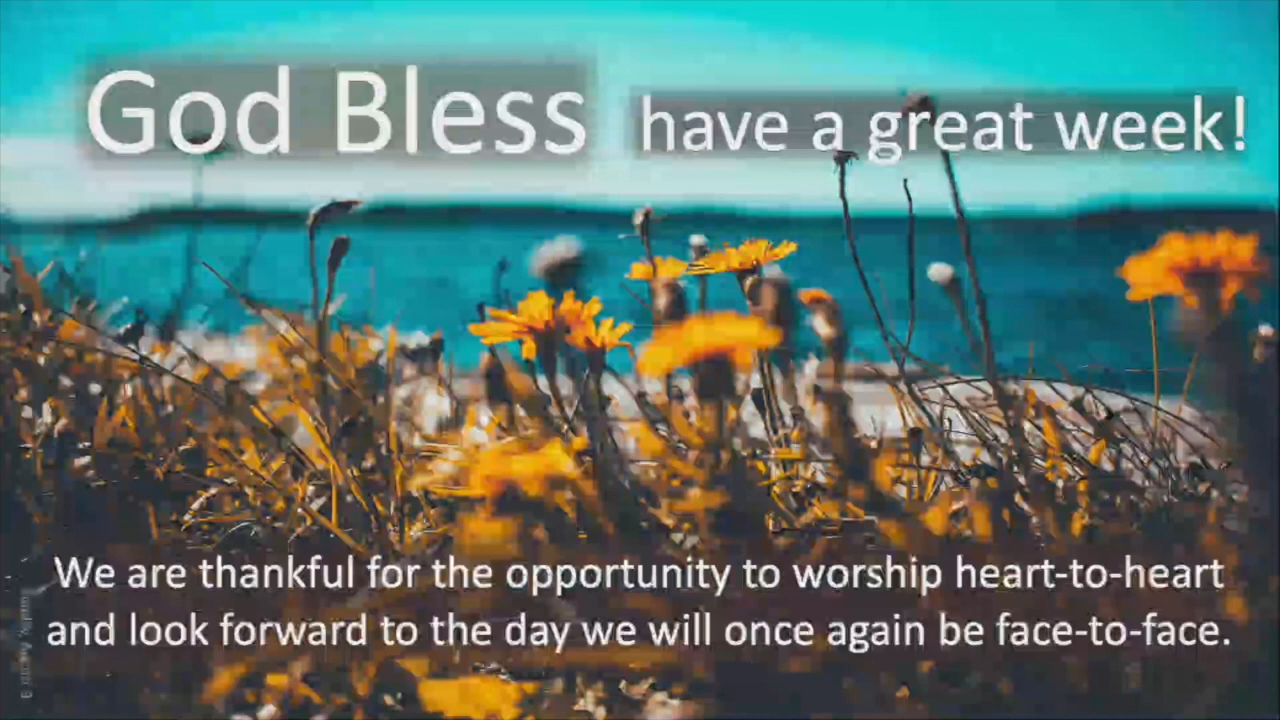 God Bless have a great week!
We are thankful for the opportunity to worship heart-to-heart
and look forward to the day we will once again be face-to-face.